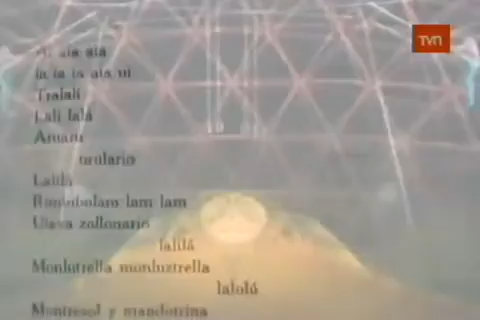 TVN
Ai aia aia
ia ia ia aia ui
Tralalí
Lali lalá
Aruaru
urulario
Lalilá
Rimbibolam lam lam
Uiaya zollonario
lalilá
Monlutrella monluztrella
lalolú
Montresol y mandotrina